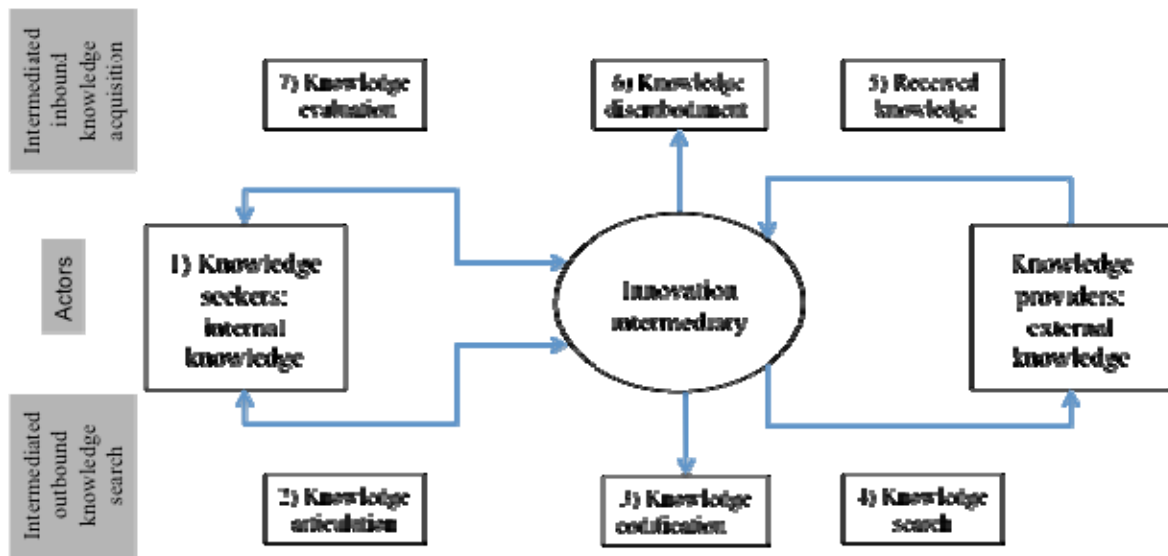 Intermediated
inbound
knowledge
acquisition
7) Knowledge
evaluation
6) Knowledge
5) Received
knowledge
Actors
1) Knowledge
seekers:
internal
knowledge
Innovation
intermediary
Knowledge
providers:
external
knowledge
Intermediated
outbound
knowledge
search
2) Knowledge
articulation
3) Knowledge
codification
4) Knowledge
search